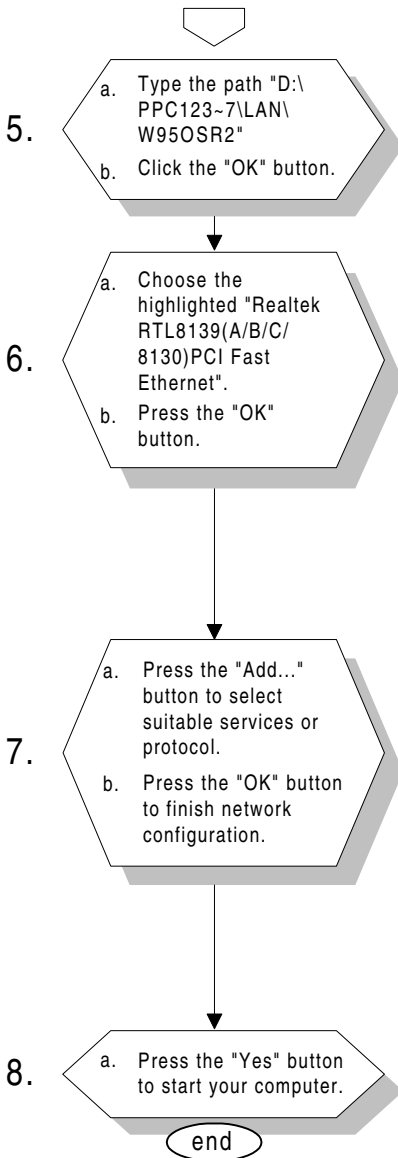 5.
a. Type the path "D:\
PPC123~7\LAN\
W95OSR2"
b. Click the "OK" button.
6.
a. Choose the
highlighted "Realtek
RTL8139(A/B/C/
8130)PCI Fast
Ethernet".
b. Press the "OK"
button.
7.
a. Press the "Add..."
button to select
suitable services or
protocol.
b. Press the "OK" button
to finish network
configuration.
8.
a. Press the "Yes" button
to start your computer.
end